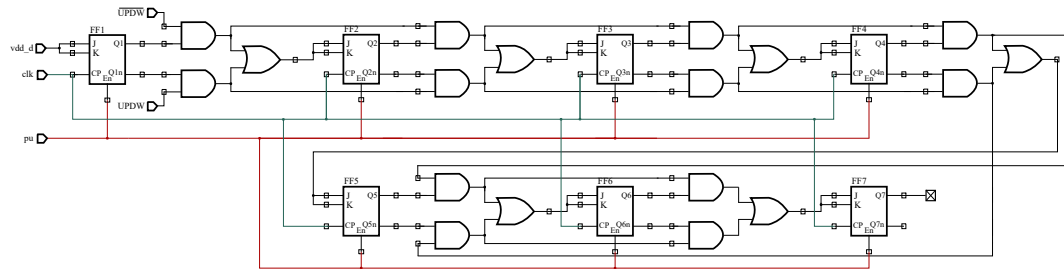 UPDW
FF1 FF2 FF3 FF4
vdd_d J Q1 J Q2 J Q3 J Q4
K K K K
clk CP Q1n CP Q2n CP Q3n CP Q4n
En En En En
UPDW
pu
FF5 FF6 FF7
J Q5 J Q6 J Q7
K K K
CP Q5n CP Q6n CP Q7n
En En En